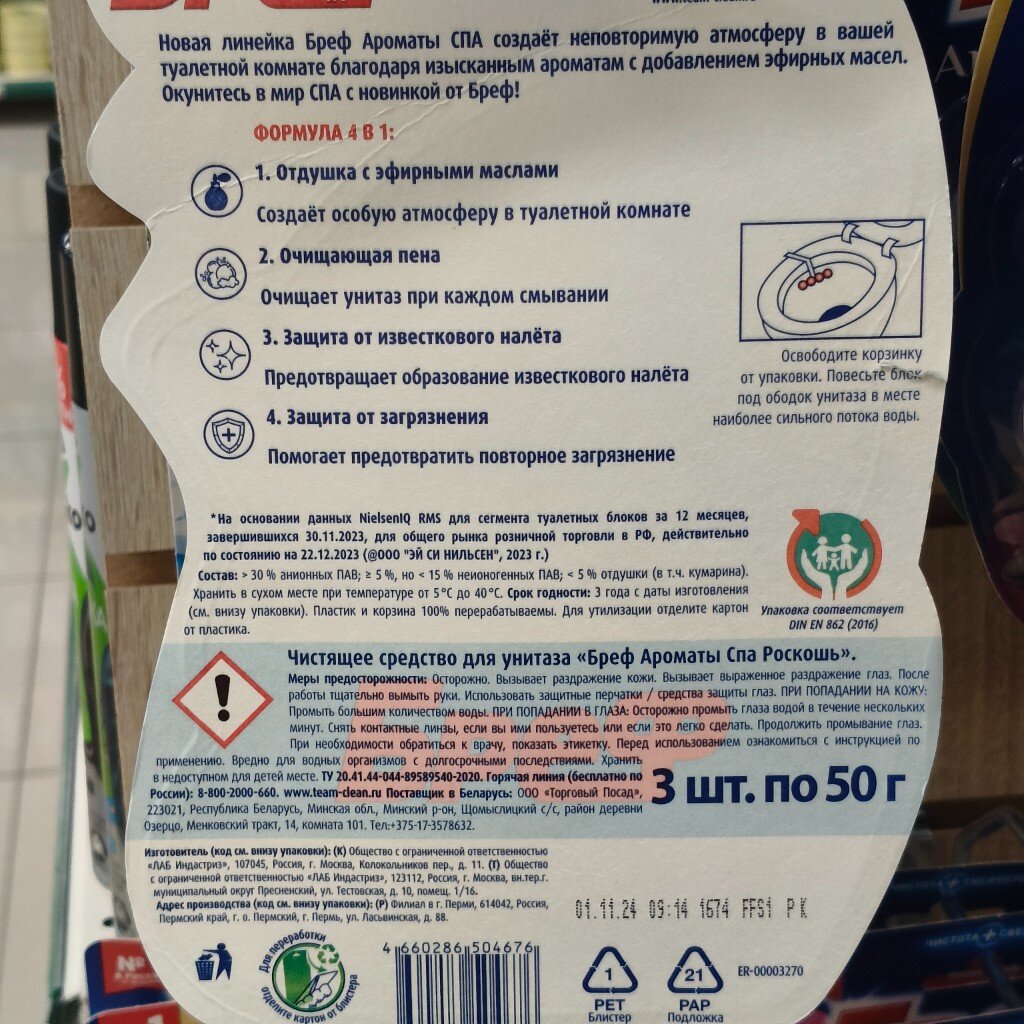 Новая линейка Бреф Ароматы СПА создаёт неповторимую атмосферу в вашей
туалетной комнате благодаря изысканным ароматам с добавлением эфирных масел.
Окунитесь в мир СПА с новинкой от Бреф!
ФОРМУЛА 4 В 1:
1. Отдушка с эфирными маслами
Создаёт особую атмосферу в туалетной комнате
2. Очищающая пена
Очищает унитаз при каждом смывании
3. Защита от известкового налёта
Предотвращает образование известкового налёта
4. Защита от загрязнения
Помогает предотвратить повторное загрязнение
Освободите корзинку
от упаковки. Повесьте блок
под ободок унитаза в месте
наиболее сильного потока воды.
*На основании данных NielsenIQ RMS для сегмента туалетных блоков за 12 месяцев,
завершившихся 30.11.2023, для общего рынка розничной торговли в РФ, действительно
по состоянию на 22.12.2023 (@ООО "ЭЙ СИ НИЛЬСЕН", 2023 г.)
Состав: > 30 % анионных ПАВ; ≥ 5 %, но < 15 % неионогенных ПАВ; < 5 % отдушки (в т.ч. кумарина).
Хранить в сухом месте при температуре от 5°C до 40°C. Срок годности: 3 года с даты изготовления
(см. внизу упаковки). Пластик и корзина 100% перерабатываемы. Для утилизации отделите картон
от пластика.
Упаковка соответствует
DIN EN 862 (2016)
Чистящее средство для унитаза «Бреф Ароматы Спа Роскошь».
Меры предосторожности: Осторожно. Вызывает раздражение кожи. Вызывает выраженное раздражение глаз. После
работы тщательно вымыть руки. Использовать защитные перчатки / средства защиты глаз. ПРИ ПОПАДАНИИ НА КОЖУ:
Промыть большим количеством воды. ПРИ ПОПАДАНИИ В ГЛАЗА: Осторожно промыть глаза водой в течение нескольких
минут. Снять контактные линзы, если вы ими пользуетесь или если это легко сделать. Продолжить промывание глаз.
При необходимости обратиться к врачу, показать этикетку. Перед использованием ознакомиться с инструкцией по
применению. Вредно для водных организмов с долгосрочными последствиями. Хранить
в недоступном для детей месте. ТУ 20.41.44-044-89589540-2020. Горячая линия (бесплатно по
России): 8-800-2000-660. www.team-clean.ru Поставщик в Беларусь: ООО «Торговый Посад»,
223021, Республика Беларусь, Минская обл., Минский р-он, Щомыслицкий с/с, район деревни
Озерцо, Менковский тракт, 14, комната 101. Тел:+375-17-3578632.
3 шт. по 50 г
Изготовитель (код см. внизу упаковки): (К) Общество с ограниченной ответственностью
«ЛАБ Индастриз», 107045, Россия, г. Москва, Колокольников пер., д. 11. (Т) Общество
с ограниченной ответственностью «ЛАБ Индастриз», 123112, Россия, г. Москва, вн.тер.г.
муниципальный округ Пресненский, ул. Тестовская, д. 10, помещ. 1/16.
Адрес производства (код см. внизу упаковки): (Р) Филиал в г. Перми, 614042, Россия,
Пермский край, г. о. Пермский, г. Пермь, ул. Ласьвинская, д. 88.
01.11.24 09:14 1674 FFS1 P K
Для переработки
отделите картон от блистера
4 660286 504676
1
PET
Блистер
21
PAP
Подложка
ER-00003270